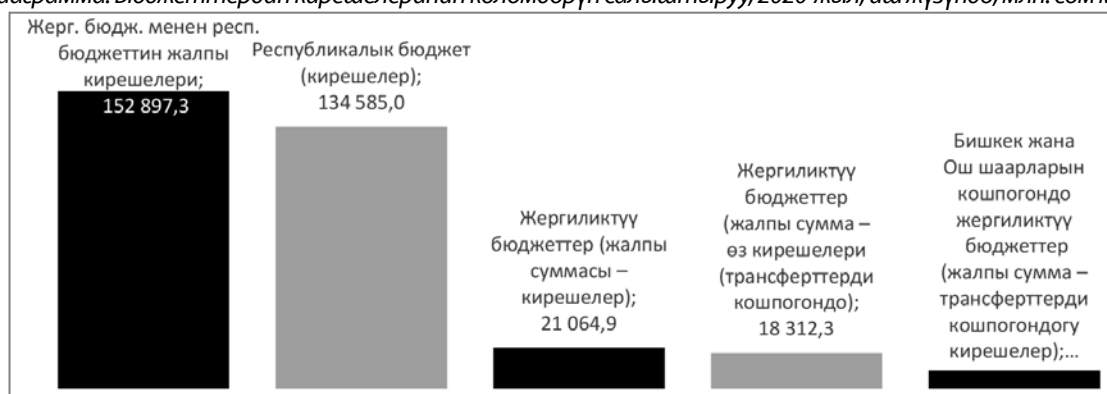 Жерг. бюдж. менен респ.
бюджеттин жалпы
кирешелери;
152 897,3
Республикалык бюджет
(кирешелер);
134 585,0
Жергиликтүү
бюджеттер (жалпы
суммасы –
кирешелер);
21 064,9
Жергиликтүү
бюджеттер
(жалпы сумма –
өз кирешелери
(трансферттерди
кошпогондо);
18 312,3
Бишкек жана
Ош шаарларын
кошпогондо
жергиликтүү
бюджеттер
(жалпы сумма –
трансферттерди
кошпогондогу
кирешелер);...